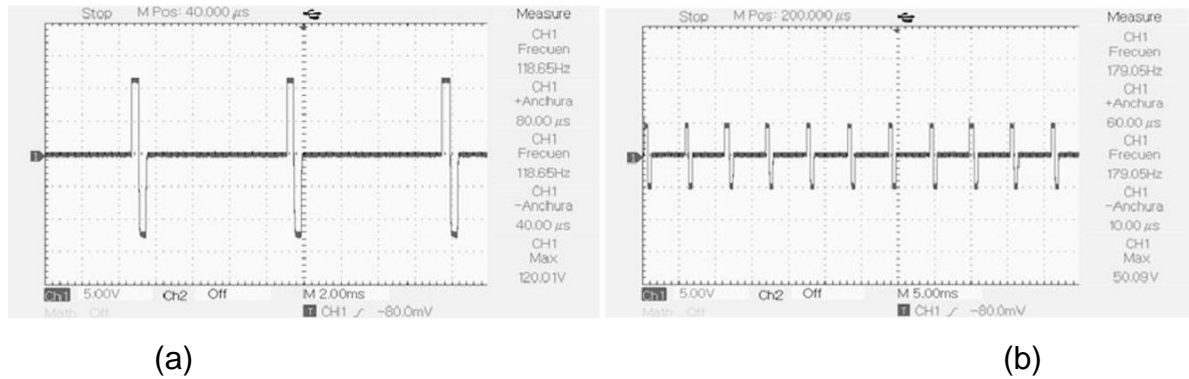 Stop M Pos: 40.000 µs
Measure
CH1
Frecuen
118.65Hz
CH1
+Anchura
80.00 µs
CH1
Frecuen
118.65Hz
CH1
−Anchura
40.00 µs
CH1
Max
120.01V
1
Ch1 5.00V Ch2 Off M 2.00ms
Math Off T CH1 −80.0mV
(a)
Stop M Pos: 200.000 µs
Measure
CH1
Frecuen
179.05Hz
CH1
+Anchura
60.00 µs
CH1
Frecuen
179.05Hz
CH1
−Anchura
10.00 µs
CH1
Max
50.09V
1
Ch1 5.00V Ch2 Off M 5.00ms
Math Off T CH1 −80.0mV
(b)